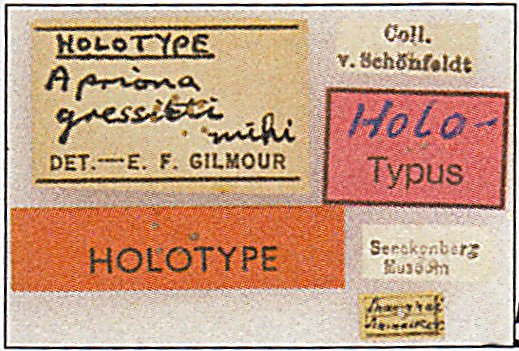 HOLOTYPE
Apriona
gressitti
mihi
DET.—E. F. GILMOUR
Coll.
v. Schönfeldt
Holo-
Typus
HOLOTYPE
Senckenberg
Museum